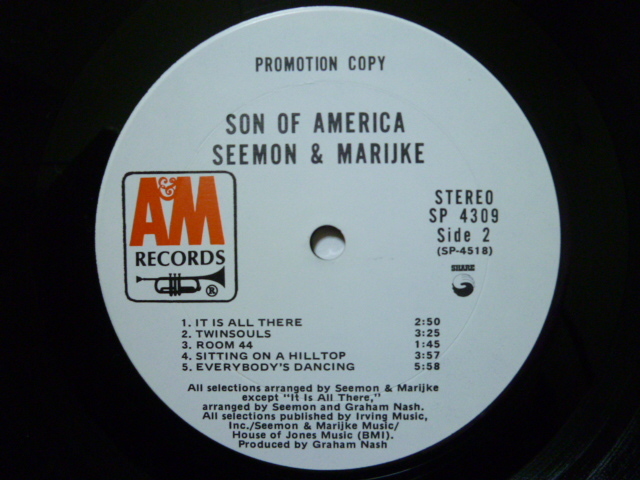 PROMOTION COPY
SON OF AMERICA
SEEMON & MARIJKE
A&M
RECORDS
®
STEREO
SP 4309
Side 2
(SP-4518)
SHARE
1. IT IS ALL THERE 2:50
2. TWINSOULS 3:25
3. ROOM 44 1:45
4. SITTING ON A HILLTOP 3:57
5. EVERYBODY'S DANCING 5:58
All selections arranged by Seemon & Marijke
except "It Is All There,"
arranged by Seemon and Graham Nash.
All selections published by Irving Music,
Inc./Seemon & Marijke Music/
House of Jones Music (BMI).
Produced by Graham Nash